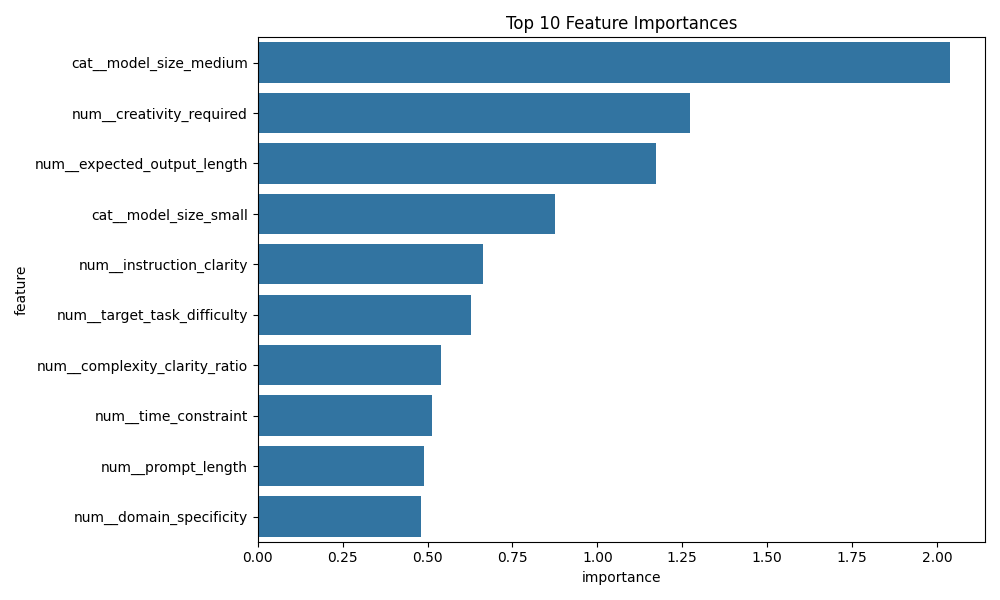 Top 10 Feature Importances
feature
cat__model_size_medium
num__creativity_required
num__expected_output_length
cat__model_size_small
num__instruction_clarity
num__target_task_difficulty
num__complexity_clarity_ratio
num__time_constraint
num__prompt_length
num__domain_specificity
0.00 0.25 0.50 0.75 1.00 1.25 1.50 1.75 2.00
importance